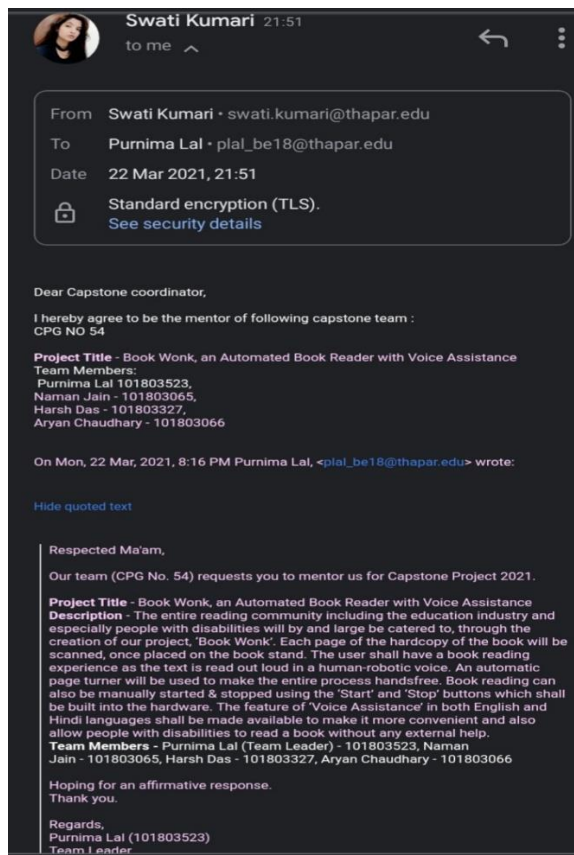 Swati Kumari 21:51
to me
From Swati Kumari • swati.kumari@thapar.edu
To Purnima Lal • plal_be18@thapar.edu
Date 22 Mar 2021, 21:51
Standard encryption (TLS).
See security details
Dear Capstone coordinator,
I hereby agree to be the mentor of following capstone team :
CPG NO 54
Project Title - Book Wonk, an Automated Book Reader with Voice Assistance
Team Members:
Purnima Lal 101803523,
Naman Jain - 101803065,
Harsh Das - 101803327,
Aryan Chaudhary - 101803066
On Mon, 22 Mar, 2021, 8:16 PM Purnima Lal, <plal_be18@thapar.edu> wrote:
Hide quoted text
Respected Ma'am,
Our team (CPG No. 54) requests you to mentor us for Capstone Project 2021.
Project Title - Book Wonk, an Automated Book Reader with Voice Assistance
Description - The entire reading community including the education industry and
especially people with disabilities will by and large be catered to, through the
creation of our project, 'Book Wonk'. Each page of the hardcopy of the book will be
scanned, once placed on the book stand. The user shall have a book reading
experience as the text is read out loud in a human-robotic voice. An automatic
page turner will be used to make the entire process handsfree. Book reading can
also be manually started & stopped using the 'Start' and 'Stop' buttons which shall
be built into the hardware. The feature of 'Voice Assistance' in both English and
Hindi languages shall be made available to make it more convenient and also
allow people with disabilities to read a book without any external help.
Team Members - Purnima Lal (Team Leader) - 101803523, Naman
Jain - 101803065, Harsh Das - 101803327, Aryan Chaudhary - 101803066
Hoping for an affirmative response.
Thank you.
Regards,
Purnima Lal (101803523)
Team Leader